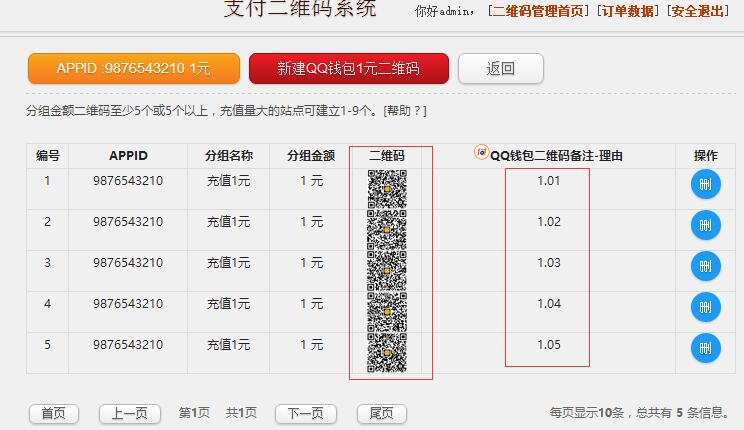 支付二维码系统
你好admin， [二维码管理首页] [订单数据] [安全退出]
APPID :9876543210 1元 新建QQ钱包1元二维码 返回
分组金额二维码至少5个或5个以上，充值量大的站点可建立1-9个。[帮助？]
编号 APPID 分组名称 分组金额 二维码 QQ钱包二维码备注-理由 操作
1 9876543210 充值1元 1 元 1.01 删
2 9876543210 充值1元 1 元 1.02 删
3 9876543210 充值1元 1 元 1.03 删
4 9876543210 充值1元 1 元 1.04 删
5 9876543210 充值1元 1 元 1.05 删
首页 上一页 第1页 共1页 下一页 尾页 每页显示10条，总共有 5 条信息。